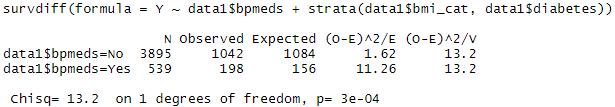 survdiff(formula = Y ~ data1$bpmeds + strata(data1$bmi_cat, data1$diabetes))
N Observed Expected (O-E)^2/E (O-E)^2/V
data1$bpmeds=No 3895 1042 1084 1.62 13.2
data1$bpmeds=Yes 539 198 156 11.26 13.2
Chisq= 13.2 on 1 degrees of freedom, p= 3e-04